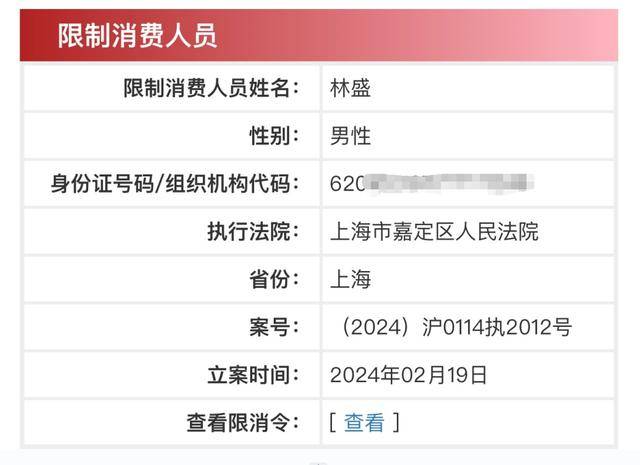 限制消费人员
限制消费人员姓名： 林盛
性别： 男性
身份证号码/组织机构代码： 620
执行法院： 上海市嘉定区人民法院
省份： 上海
案号： （2024）沪0114执2012号
立案时间： 2024年02月19日
查看限消令： [ 查看 ]